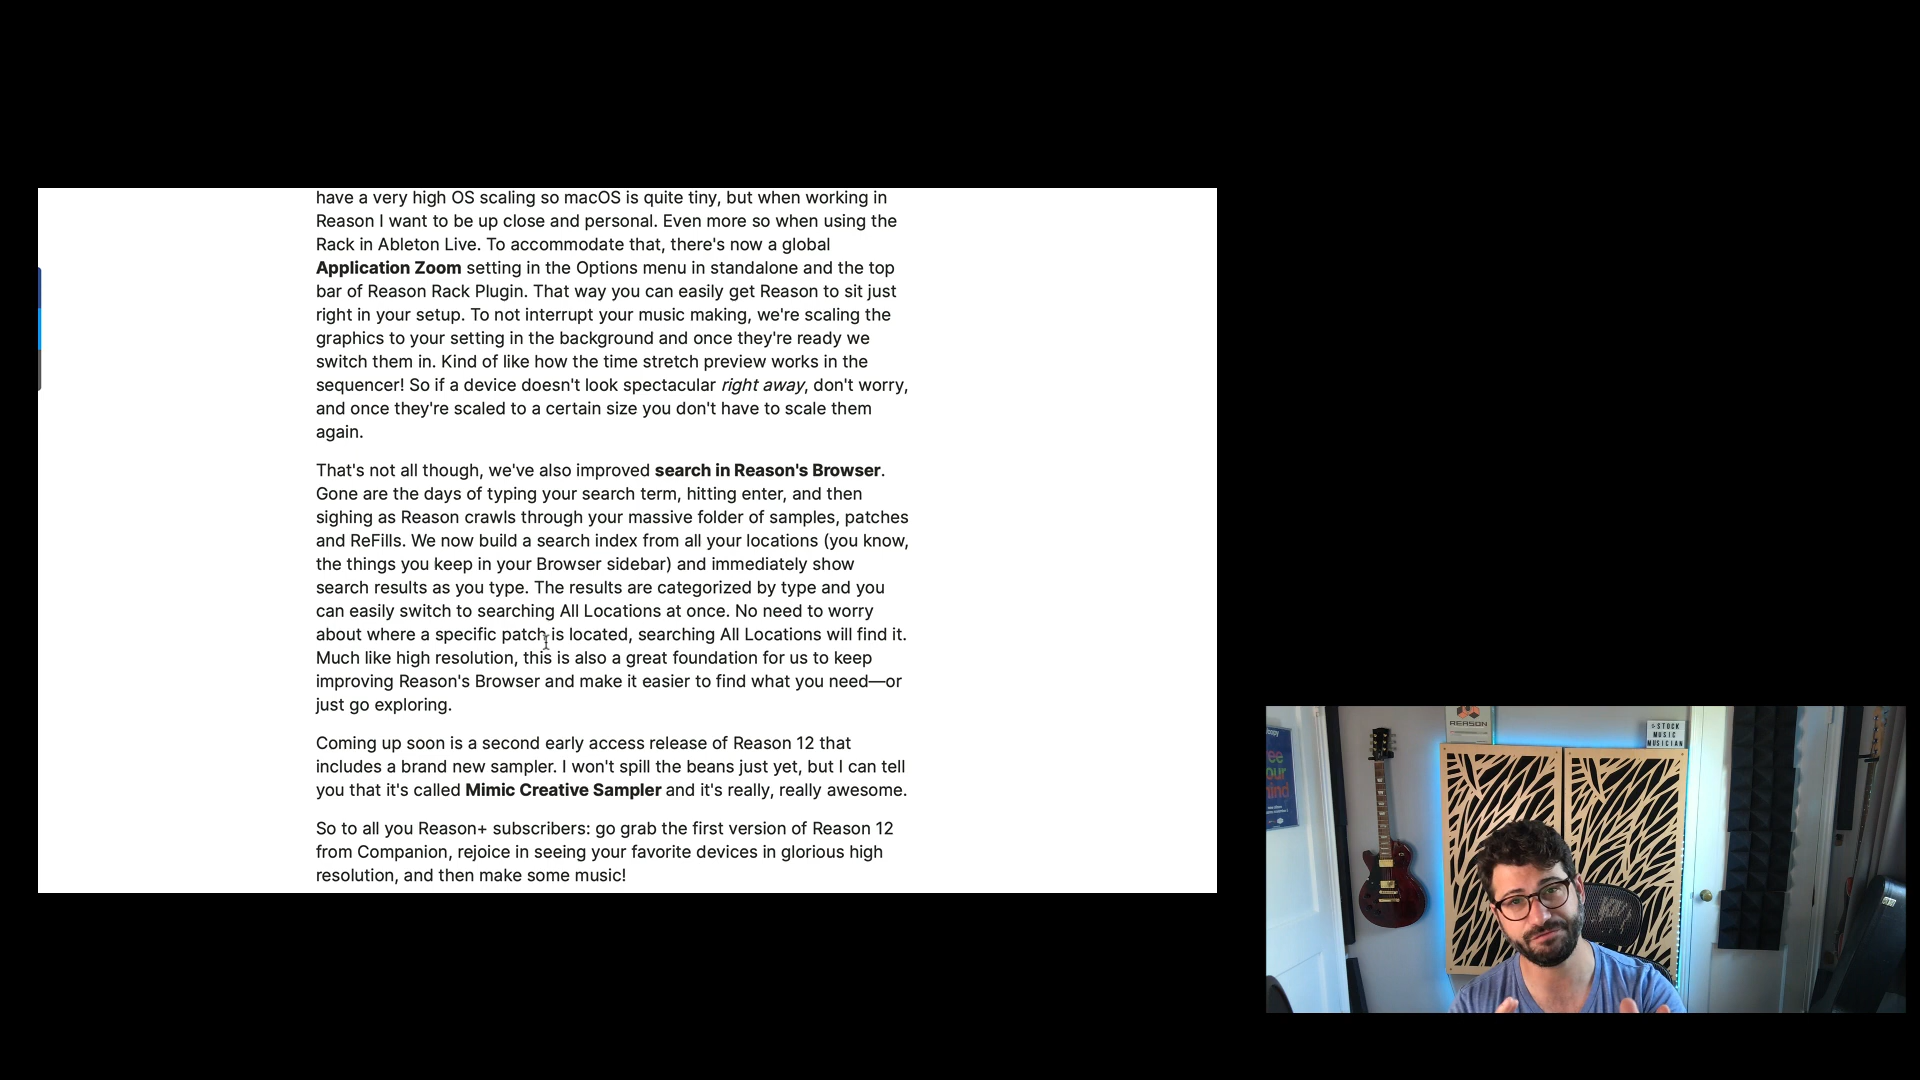 have a very high OS scaling so macOS is quite tiny, but when working in
Reason I want to be up close and personal. Even more so when using the
Rack in Ableton Live. To accommodate that, there's now a global
Application Zoom setting in the Options menu in standalone and the top
bar of Reason Rack Plugin. That way you can easily get Reason to sit just
right in your setup. To not interrupt your music making, we're scaling the
graphics to your setting in the background and once they're ready we
switch them in. Kind of like how the time stretch preview works in the
sequencer! So if a device doesn't look spectacular right away, don't worry,
and once they're scaled to a certain size you don't have to scale them
again.
That's not all though, we've also improved search in Reason's Browser.
Gone are the days of typing your search term, hitting enter, and then
sighing as Reason crawls through your massive folder of samples, patches
and ReFills. We now build a search index from all your locations (you know,
the things you keep in your Browser sidebar) and immediately show
search results as you type. The results are categorized by type and you
can easily switch to searching All Locations at once. No need to worry
about where a specific patch is located, searching All Locations will find it.
Much like high resolution, this is also a great foundation for us to keep
improving Reason's Browser and make it easier to find what you need—or
just go exploring.
Coming up soon is a second early access release of Reason 12 that
includes a brand new sampler. I won't spill the beans just yet, but I can tell
you that it's called Mimic Creative Sampler and it's really, really awesome.
So to all you Reason+ subscribers: go grab the first version of Reason 12
from Companion, rejoice in seeing your favorite devices in glorious high
resolution, and then make some music!
REASON
STOCK
MUSIC
MUSICIAN